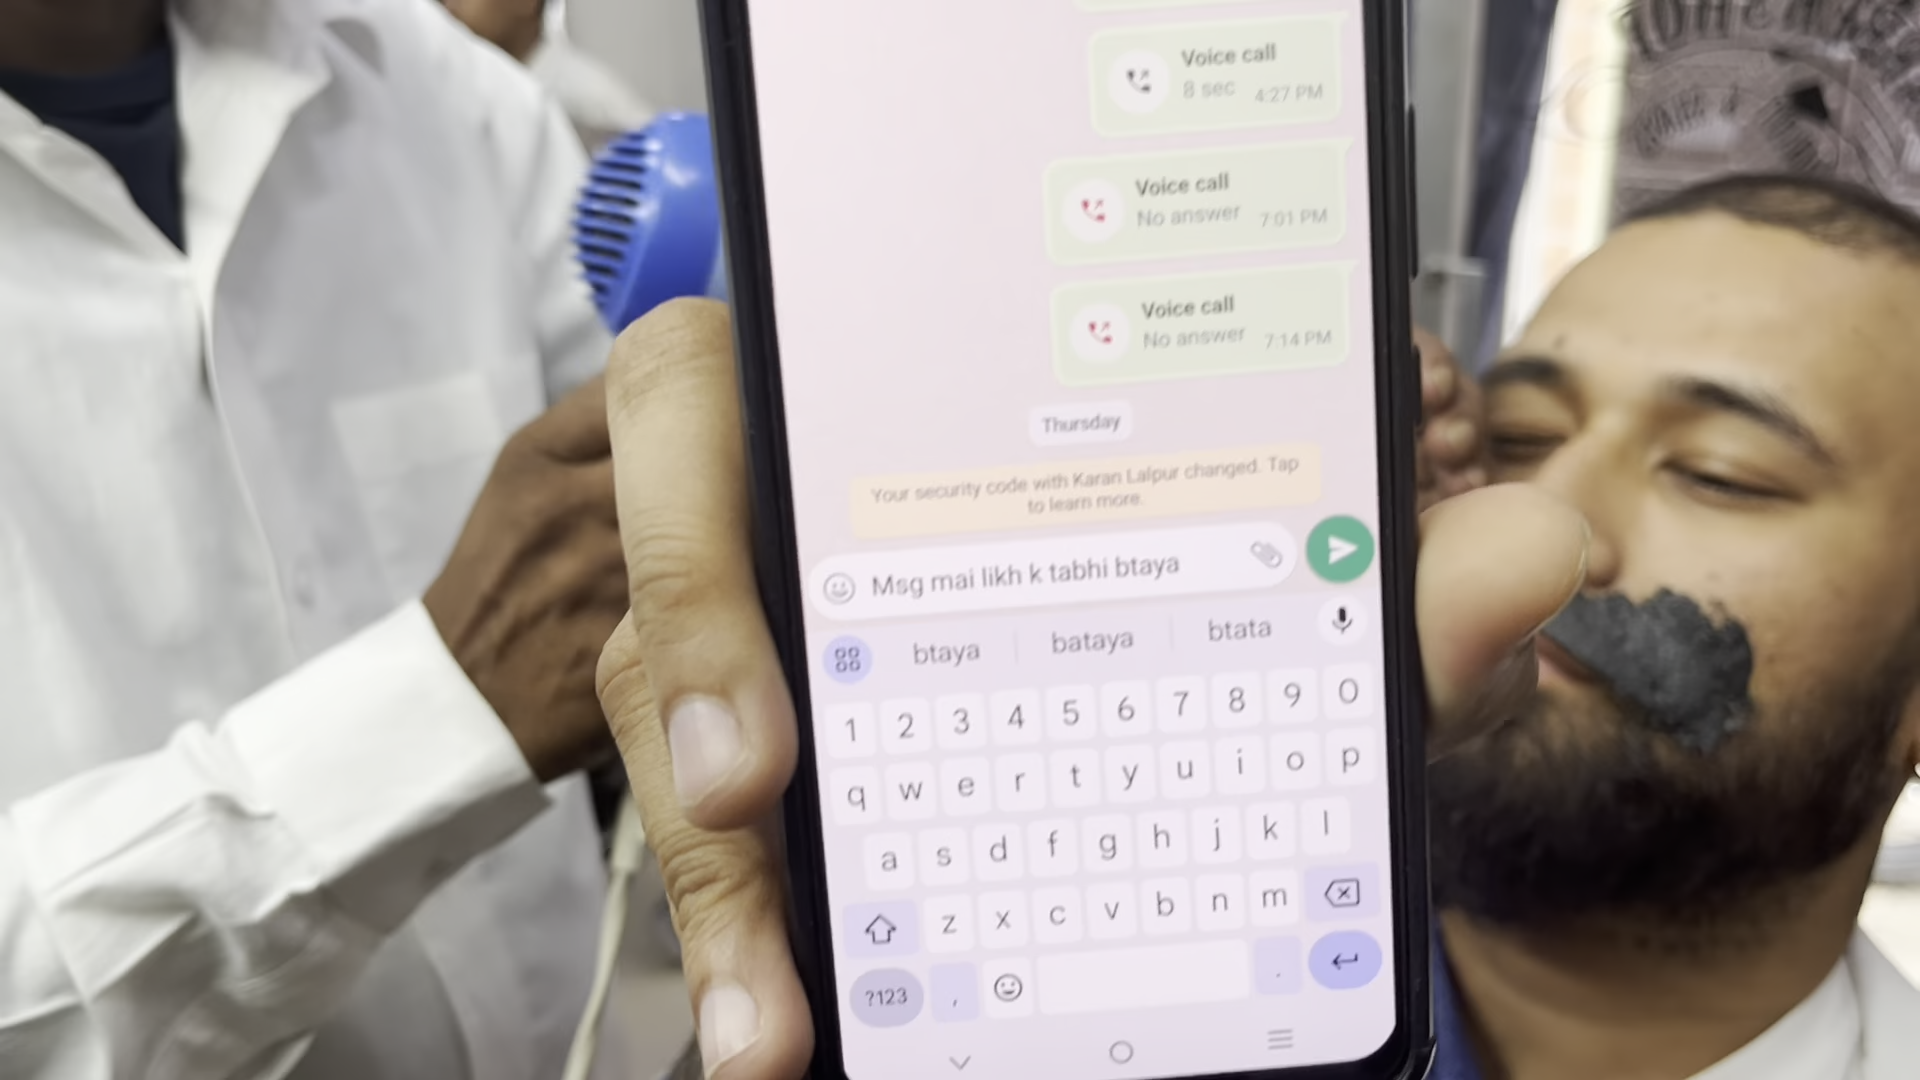 Voice call
8 sec 4:27 PM
Voice call
No answer 7:01 PM
Voice call
No answer 7:14 PM
Thursday
Your security code with Karan Lalpur changed. Tap
to learn more.
Msg mai likh k tabhi btaya
btaya bataya btata
1 2 3 4 5 6 7 8 9 0
q w e r t y u i o p
a s d f g h j k l
z x c v b n m
?123 , .